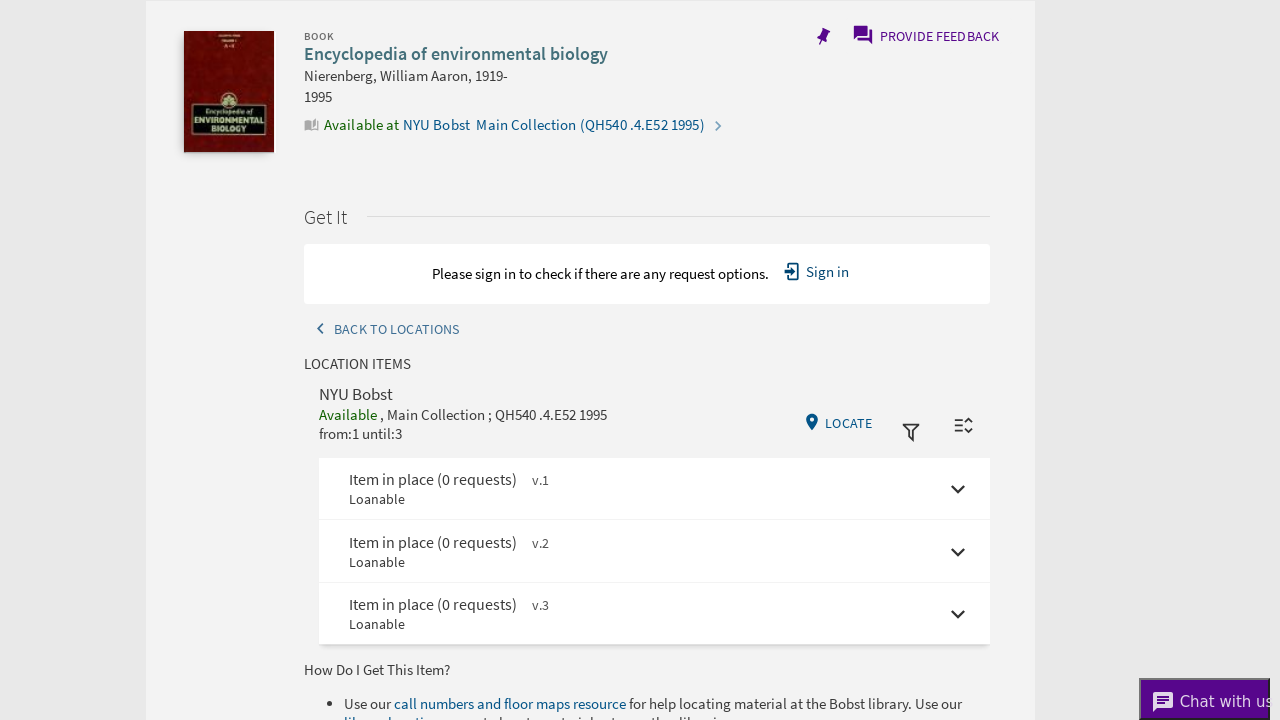 BOOK
Encyclopedia of environmental biology
Nierenberg, William Aaron, 1919-
1995
Available at NYU Bobst Main Collection (QH540 .4.E52 1995)
PROVIDE FEEDBACK
Encyclopedia of
ENVIRONMENTAL
BIOLOGY
Get It
Please sign in to check if there are any request options. Sign in
BACK TO LOCATIONS
LOCATION ITEMS
NYU Bobst
Available , Main Collection ; QH540 .4.E52 1995
from:1 until:3
LOCATE
Item in place (0 requests) v.1
Loanable
Item in place (0 requests) v.2
Loanable
Item in place (0 requests) v.3
Loanable
How Do I Get This Item?
Use our call numbers and floor maps resource for help locating material at the Bobst library. Use our
Chat with us